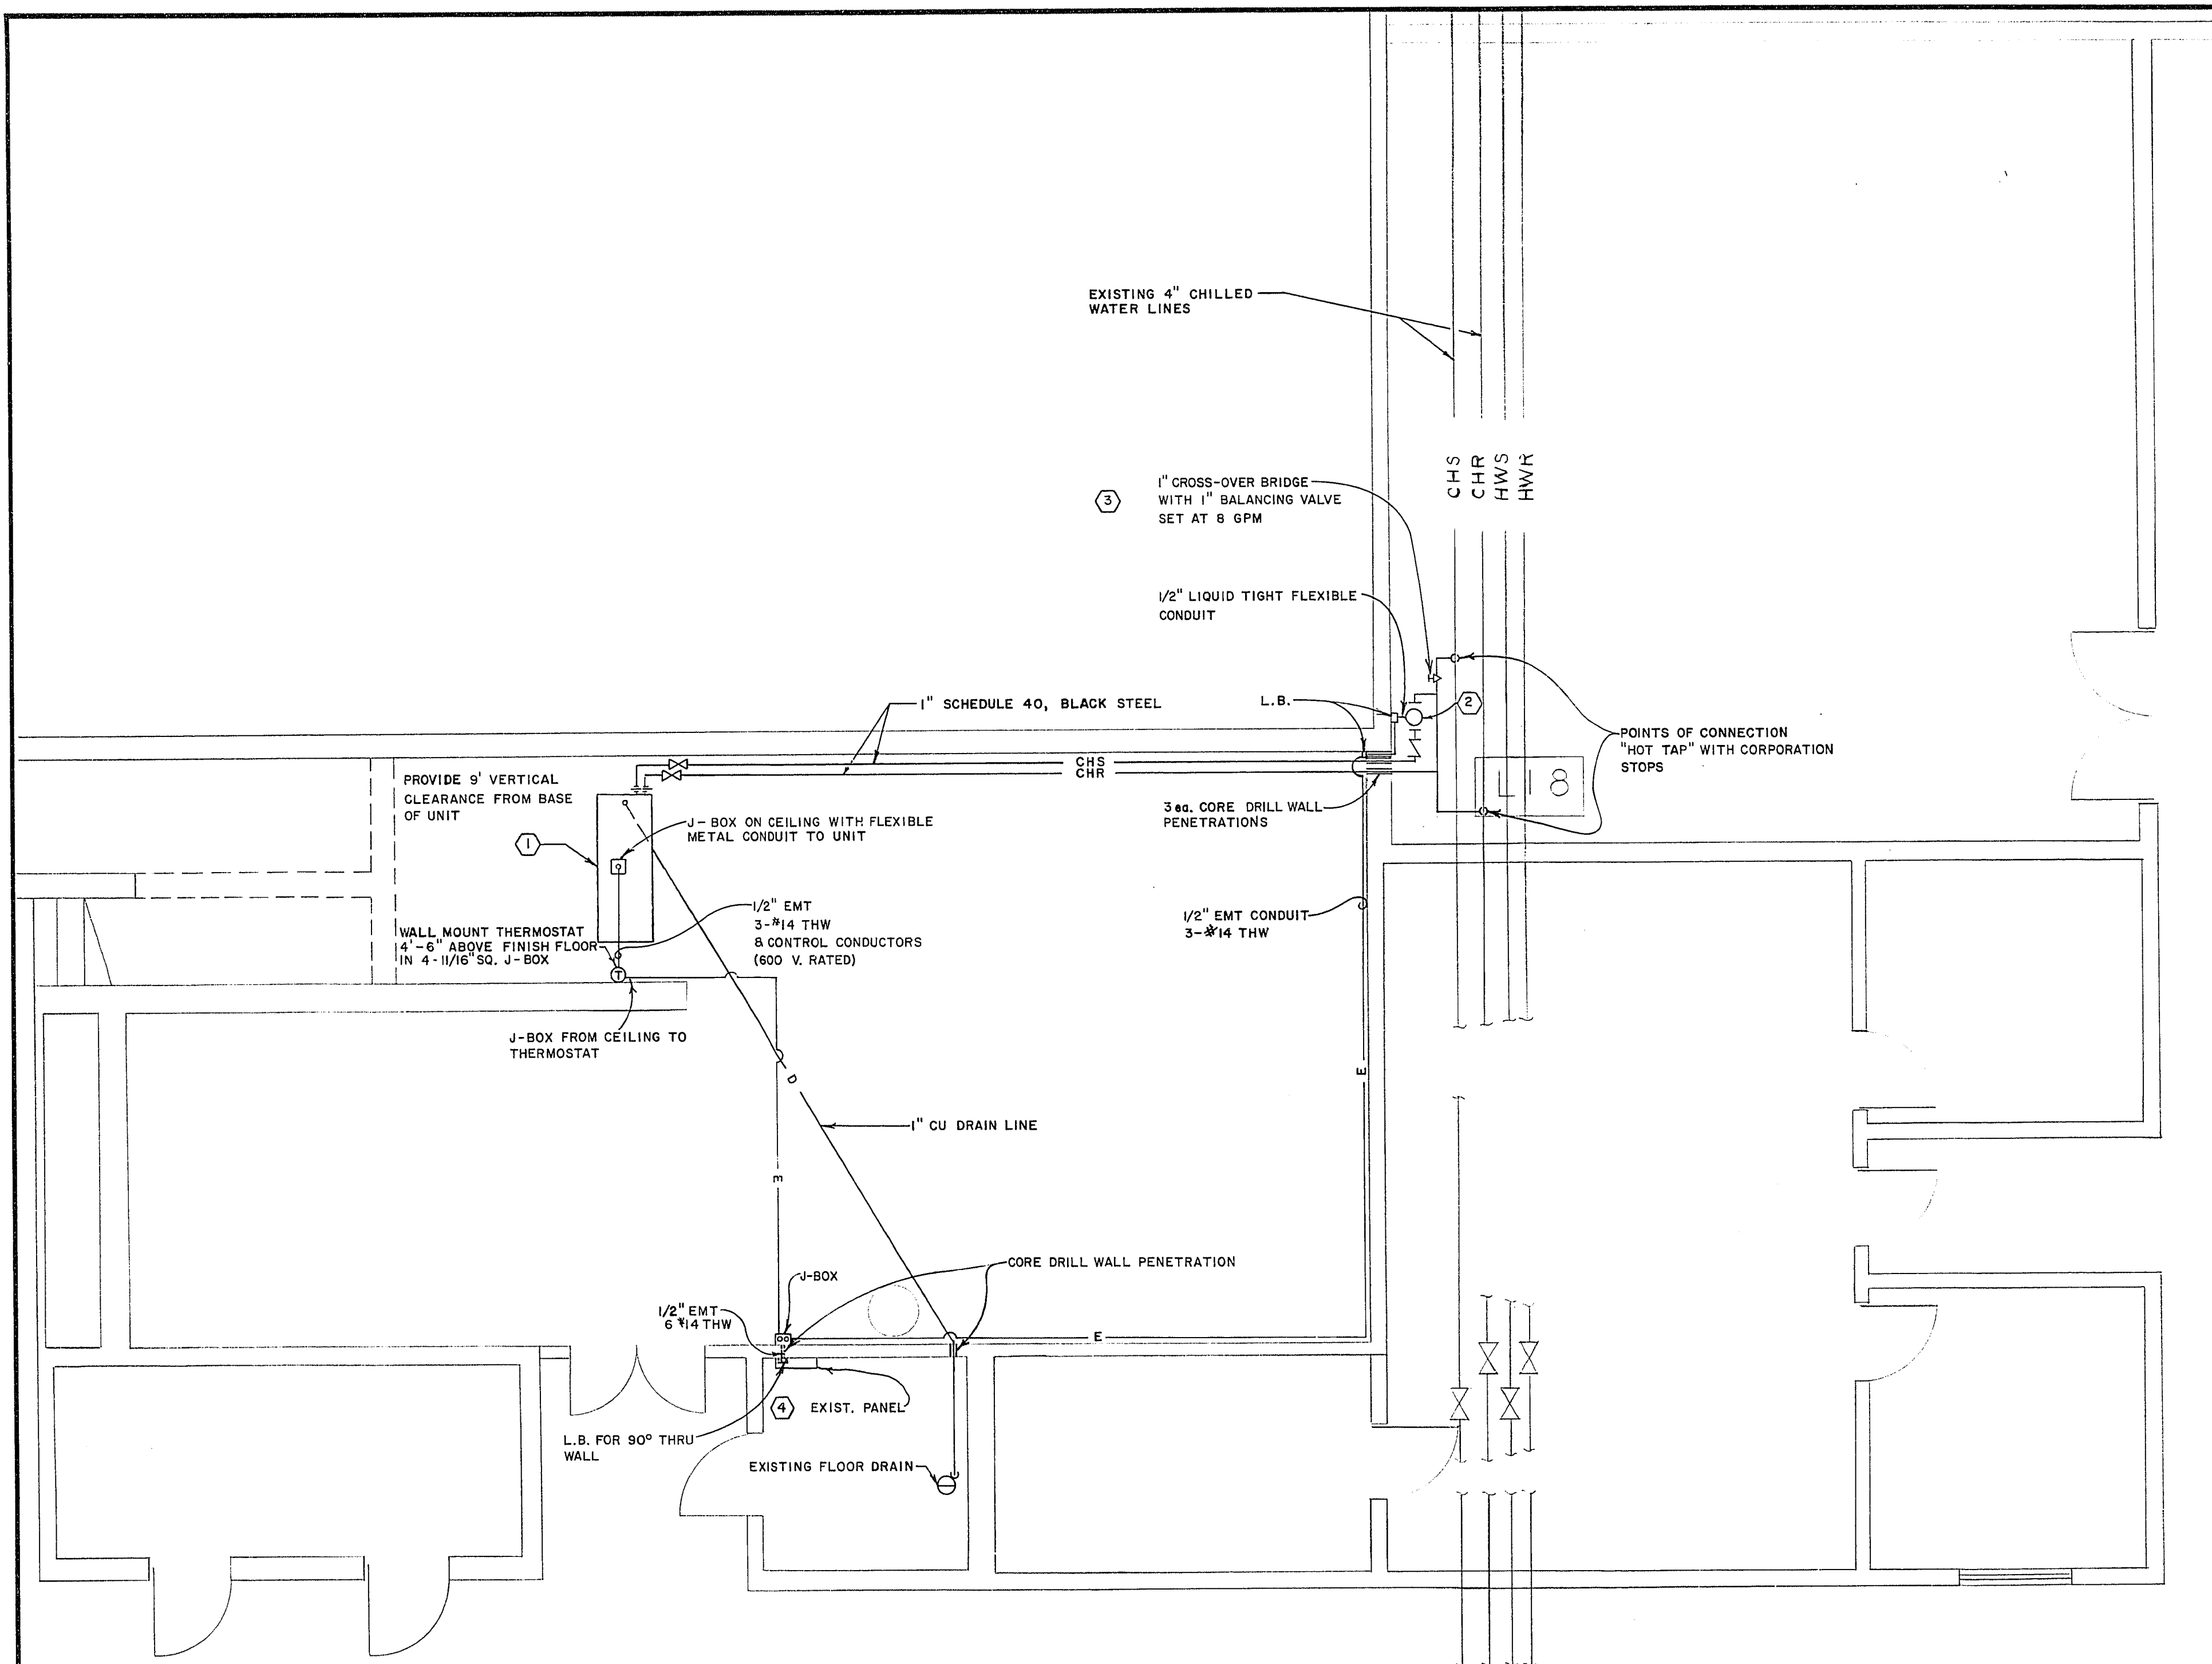 EXISTING 4" CHILLED
WATER LINES
CHS
CHR
HWS
HWR
3
1" CROSS-OVER BRIDGE
WITH 1" BALANCING VALVE
SET AT 8 GPM
1/2" LIQUID TIGHT FLEXIBLE
CONDUIT
1" SCHEDULE 40, BLACK STEEL
L.B.
2
POINTS OF CONNECTION
"HOT TAP" WITH CORPORATION
STOPS
CHS
CHR
PROVIDE 9' VERTICAL
CLEARANCE FROM BASE
OF UNIT
3 ea. CORE DRILL WALL
PENETRATIONS
J-BOX ON CEILING WITH FLEXIBLE
METAL CONDUIT TO UNIT
1
1/2" EMT
3-#14 THW
& CONTROL CONDUCTORS
(600 V. RATED)
1/2" EMT CONDUIT
3-#14 THW
WALL MOUNT THERMOSTAT
4'-6" ABOVE FINISH FLOOR
IN 4-11/16" SQ. J-BOX
T
J-BOX FROM CEILING TO
THERMOSTAT
E
D
1" CU DRAIN LINE
E
CORE DRILL WALL PENETRATION
J-BOX
1/2" EMT
6 #14 THW
E
4
EXIST. PANEL
L.B. FOR 90° THRU
WALL
EXISTING FLOOR DRAIN